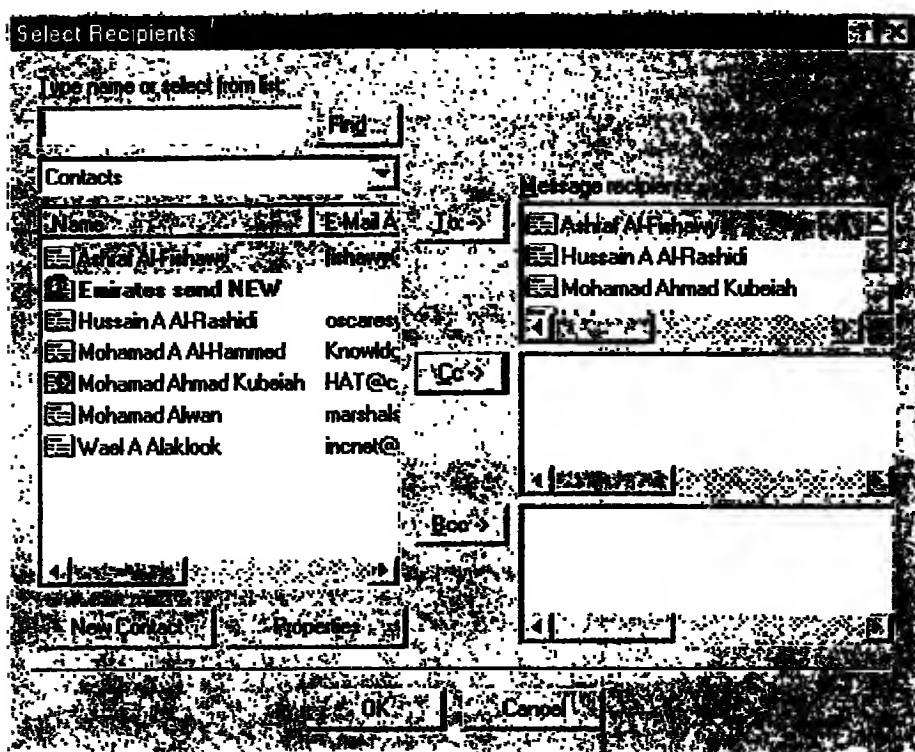 Select Recipients
Type name or select from list:
Find...
Contacts
Name E-Mail A
Ashraf Al-Fishawy fishawy
Emirates send NEW
Hussain A Al-Rashidi oscares
Mohamad A Al-Hammed Knowldg
Mohamad Ahmad Kubeiah HAT@c
Mohamad Alwan marshals
Wael A Alaklook incnet@
New Contact Properties
To ->
Cc ->
Bcc ->
Message recipients
Ashraf Al-Fishawy
Hussain A Al-Rashidi
Mohamad Ahmad Kubeiah
OK Cancel